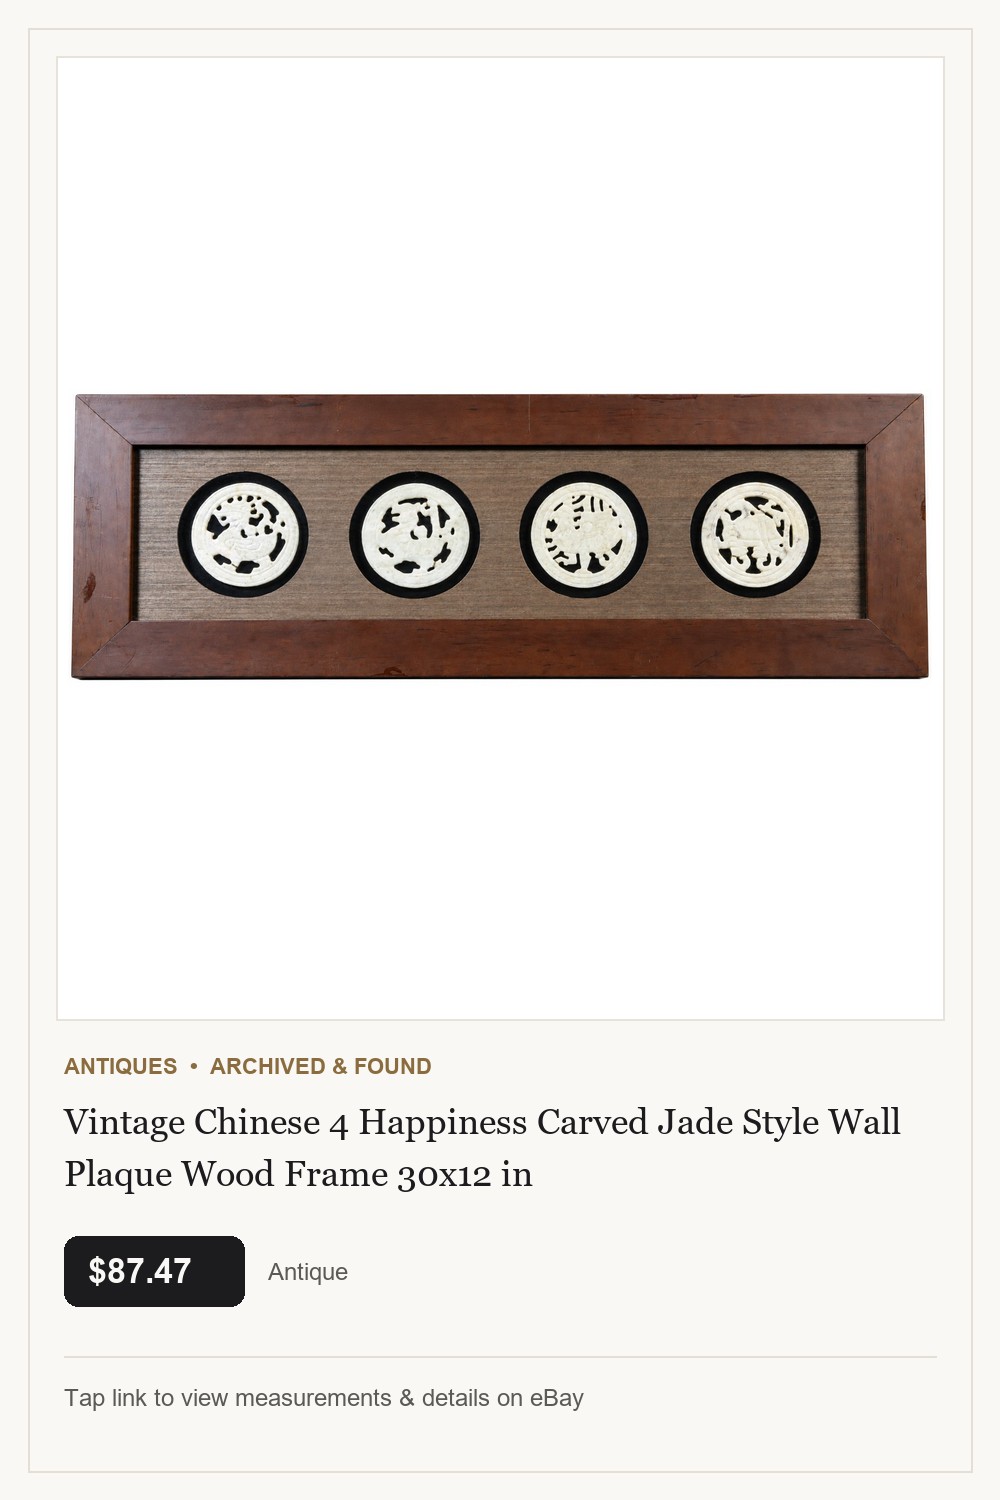 ANTIQUES • ARCHIVED & FOUND
Vintage Chinese 4 Happiness Carved Jade Style Wall
Plaque Wood Frame 30x12 in
$87.47
Antique
Tap link to view measurements & details on eBay